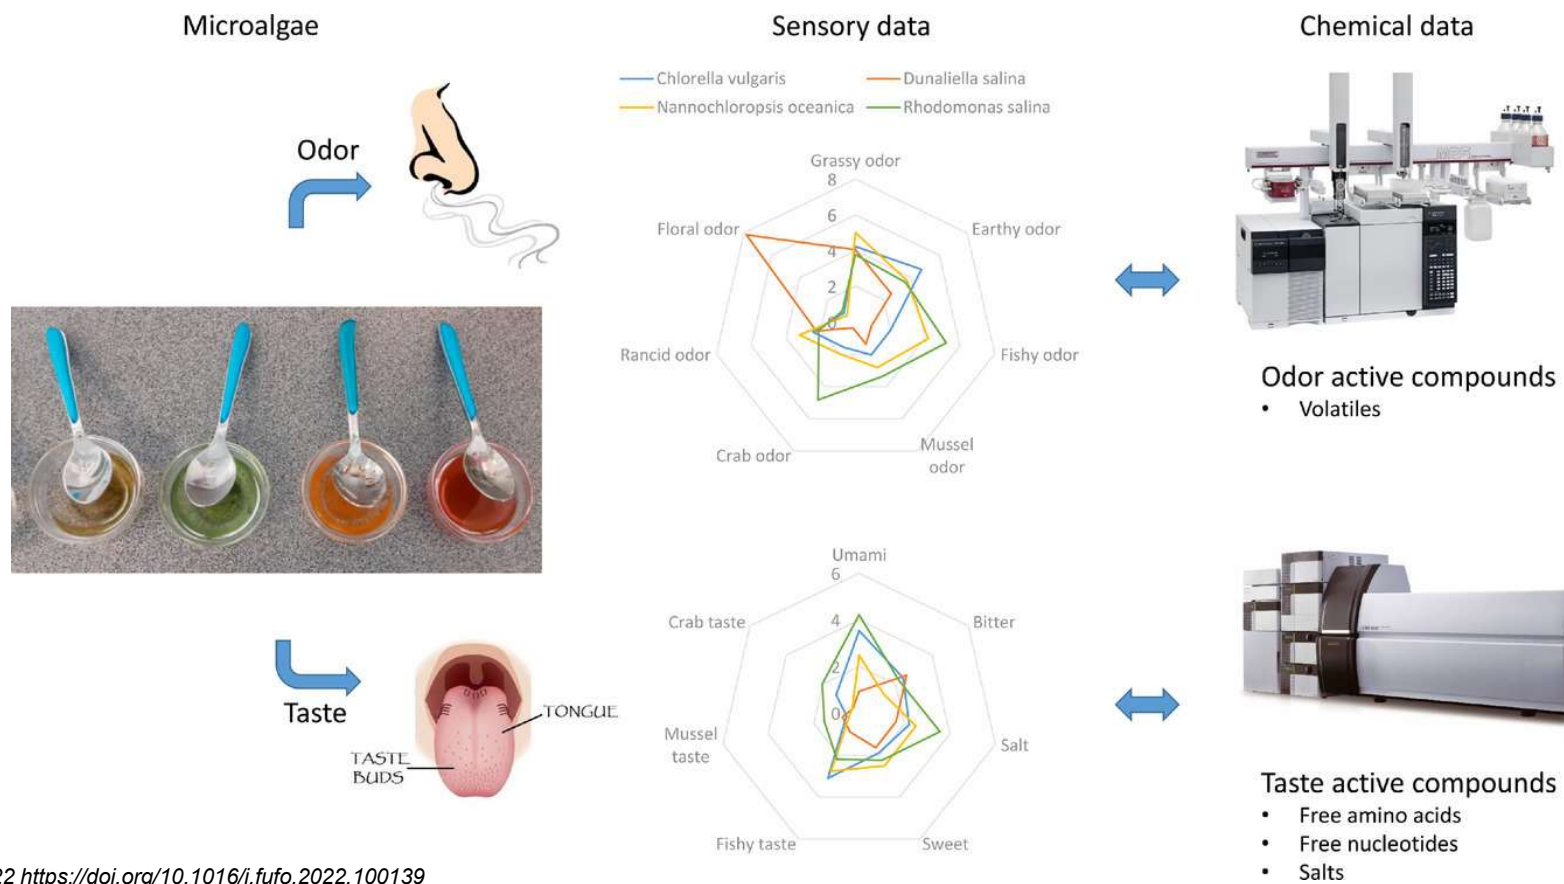 Microalgae
Sensory data
Chemical data
Chlorella vulgaris
Dunaliella salina
Nannochloropsis oceanica
Rhodomonas salina
Odor
Grassy odor
8
6
4
2
0
Floral odor
Earthy odor
Rancid odor
Fishy odor
Crab odor
Mussel
odor
Odor active compounds
• Volatiles
Umami
6
4
2
0
Crab taste
Bitter
Mussel
taste
Salt
Fishy taste
Sweet
Taste
TONGUE
TASTE
BUDS
Taste active compounds
• Free amino acids
• Free nucleotides
• Salts
22 https://doi.org/10.1016/j.fufo.2022.100139